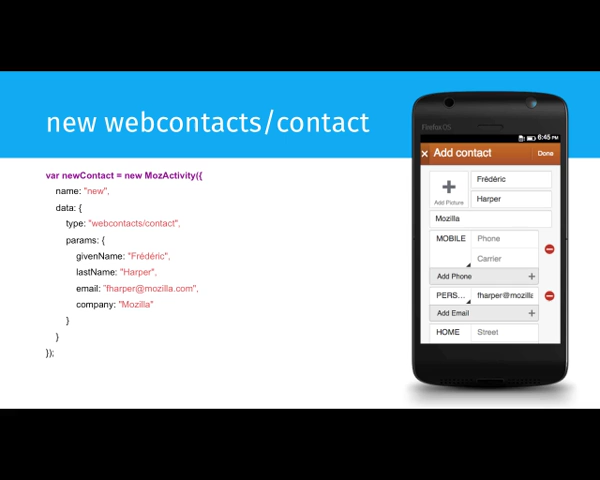 new webcontacts/contact
var newContact = new MozActivity({
name: "new",
data: {
type: "webcontacts/contact",
params: {
givenName: "Frédéric",
lastName: "Harper",
email: "fharper@mozilla.com",
company: "Mozilla"
}
}
});
Firefox OS
6:45 PM
Add contact
Done
Add Picture
Frédéric
Harper
Mozilla
MOBILE
Phone
Carrier
Add Phone
PERS...
fharper@mozilla
Add Email
HOME
Street